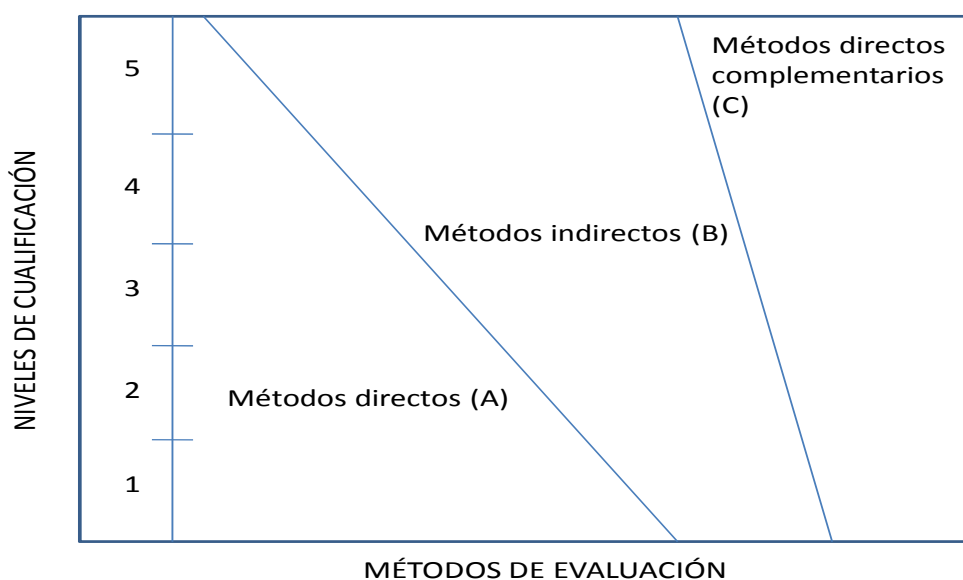 NIVELES DE CUALIFICACIÓN
5
4
3
2
1
Métodos directos
complementarios
(C)
Métodos indirectos (B)
Métodos directos (A)
MÉTODOS DE EVALUACIÓN